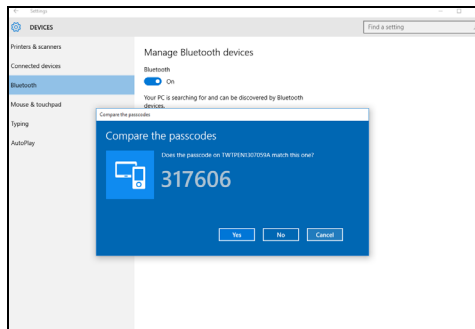 Settings
DEVICES
Find a setting
Printers & scanners
Connected devices
Bluetooth
Mouse & touchpad
Typing
AutoPlay
Manage Bluetooth devices
Bluetooth
On
Your PC is searching for and can be discovered by Bluetooth
devices.
Compare the passcodes
Compare the passcodes
Does the passcode on TWTPEN1307059A match this one?
317606
Yes
No
Cancel